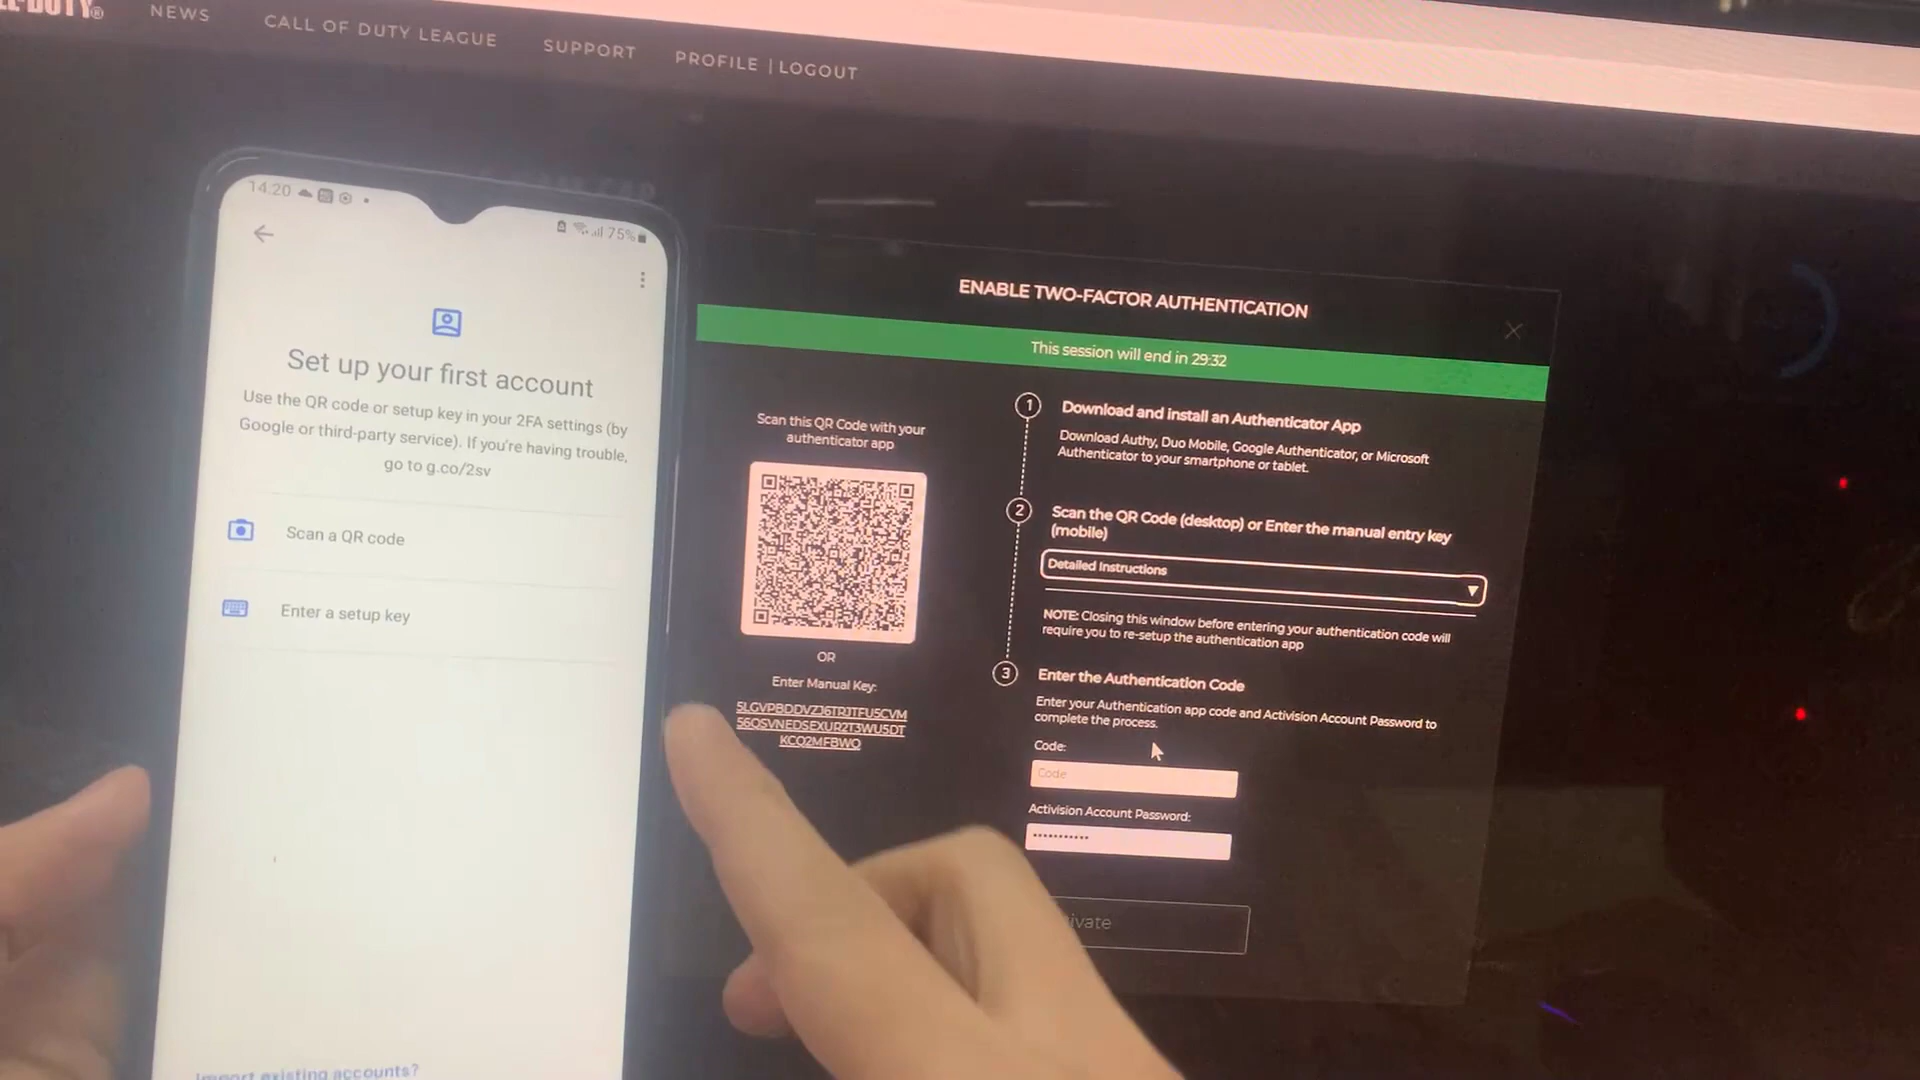 NEWS
CALL OF DUTY LEAGUE
SUPPORT
PROFILE | LOGOUT
14:20
75%
Set up your first account
Use the QR code or setup key in your 2FA settings (by
Google or third-party service). If you're having trouble,
go to g.co/2sv
Scan a QR code
Enter a setup key
Import existing accounts?
ENABLE TWO-FACTOR AUTHENTICATION
This session will end in 29:32
Scan this QR Code with your
authenticator app
OR
Enter Manual Key:
1
Download and install an Authenticator App
Download Authy, Duo Mobile, Google Authenticator, or Microsoft
Authenticator to your smartphone or tablet.
2
Scan the QR Code (desktop) or Enter the manual entry key
(mobile)
Detailed Instructions
NOTE: Closing this window before entering your authentication code will
require you to re-setup the authentication app
3
Enter the Authentication Code
Enter your Authentication app code and Activision Account Password to
complete the process.
Code:
Code
Activision Account Password: